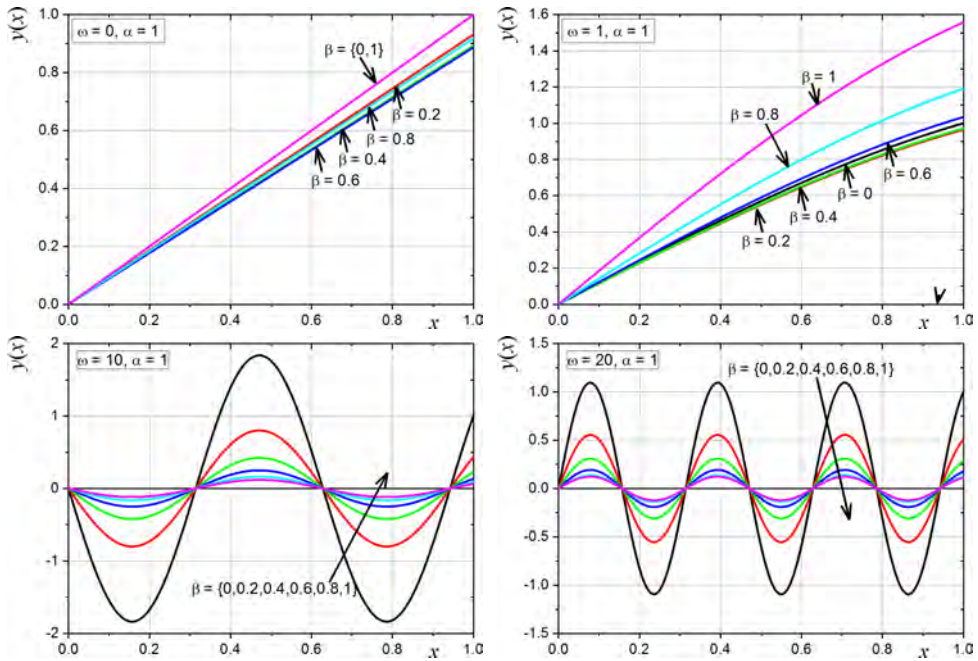 y(x)
1.0
0.8
0.6
0.4
0.2
0.0
ω = 0, α = 1
β = {0,1}
β = 0.2
β = 0.8
β = 0.4
β = 0.6
0.0 0.2 0.4 0.6 0.8 x 1.0
y(x)
1.6
1.4
1.2
1.0
0.8
0.6
0.4
0.2
0.0
ω = 1, α = 1
β = 1
β = 0.8
β = 0.6
β = 0
β = 0.4
β = 0.2
0.0 0.2 0.4 0.6 0.8 x 1.0
y(x)
2
1
0
-1
-2
ω = 10, α = 1
β = {0,0.2,0.4,0.6,0.8,1}
0.0 0.2 0.4 0.6 0.8 x 1.0
y(x)
1.5
1.0
0.5
0.0
-0.5
-1.0
-1.5
ω = 20, α = 1
β = {0,0.2,0.4,0.6,0.8,1}
0.0 0.2 0.4 0.6 0.8 x 1.0